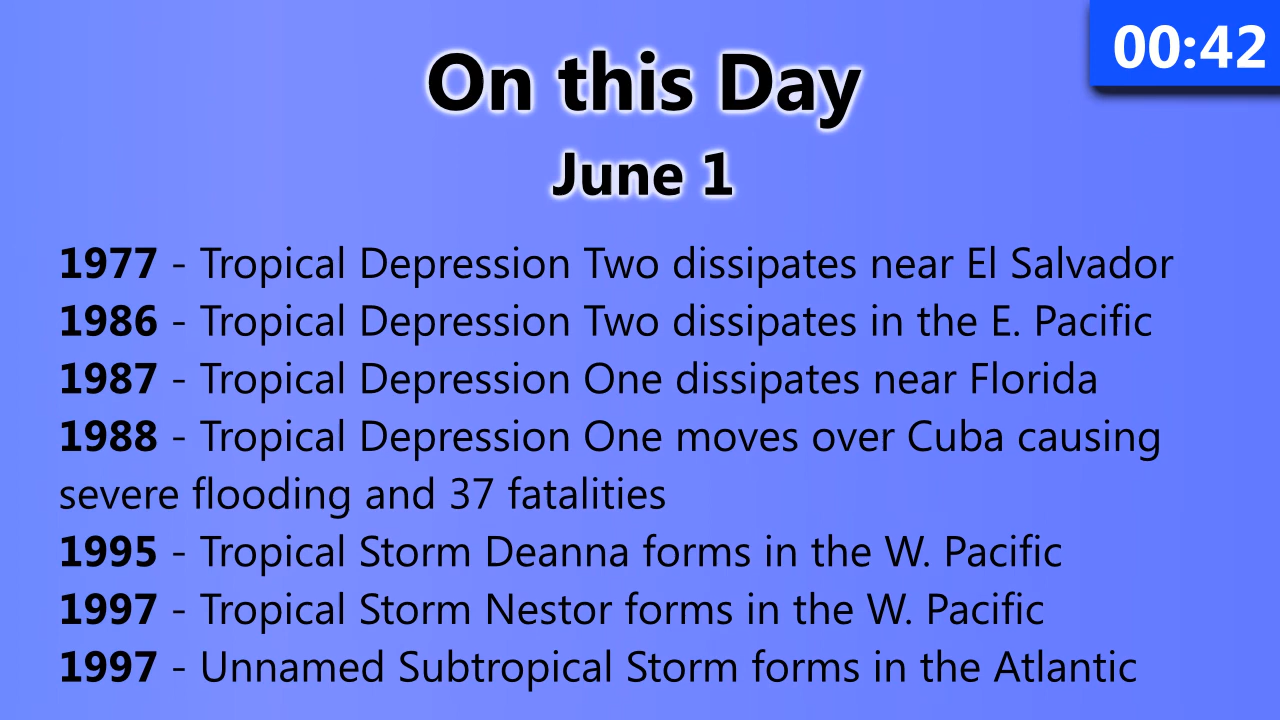 00:42
On this Day
June 1
1977 - Tropical Depression Two dissipates near El Salvador
1986 - Tropical Depression Two dissipates in the E. Pacific
1987 - Tropical Depression One dissipates near Florida
1988 - Tropical Depression One moves over Cuba causing
severe flooding and 37 fatalities
1995 - Tropical Storm Deanna forms in the W. Pacific
1997 - Tropical Storm Nestor forms in the W. Pacific
1997 - Unnamed Subtropical Storm forms in the Atlantic